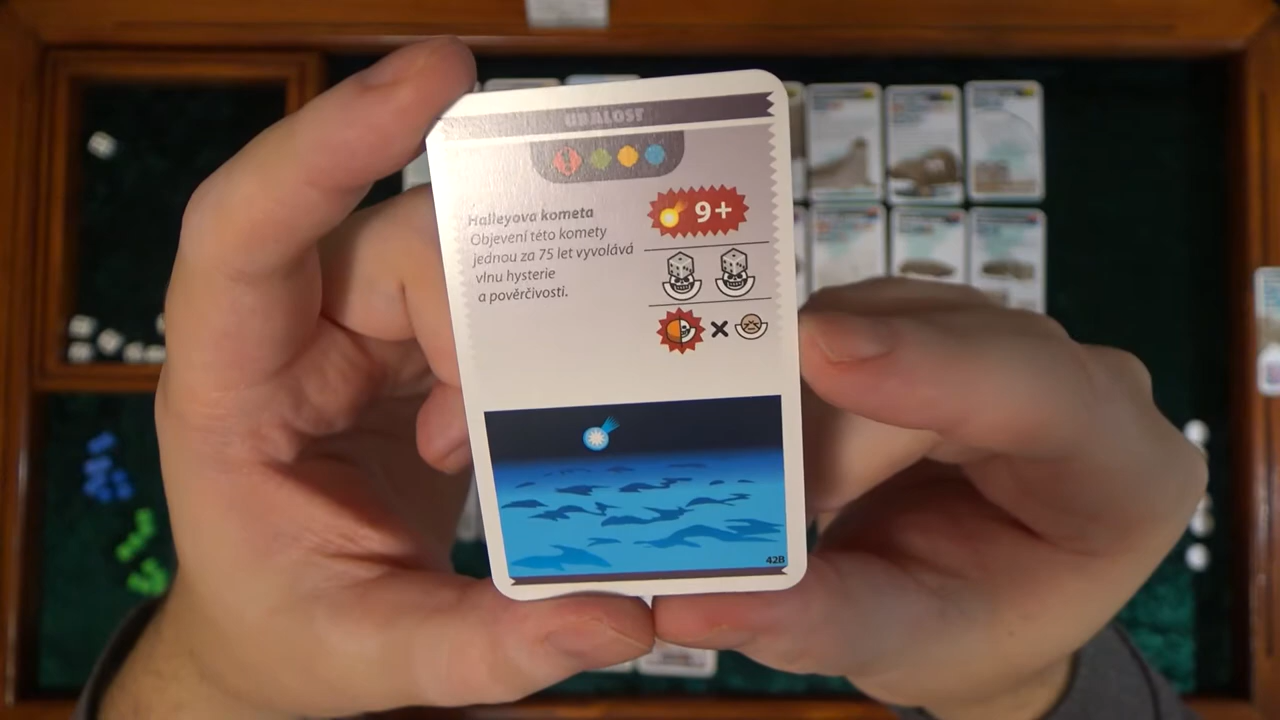 UDÁLOST
Halleyova kometa
Objevení této komety
jednou za 75 let vyvolává
vlnu hysterie
a pověrčivosti.
9+
42B